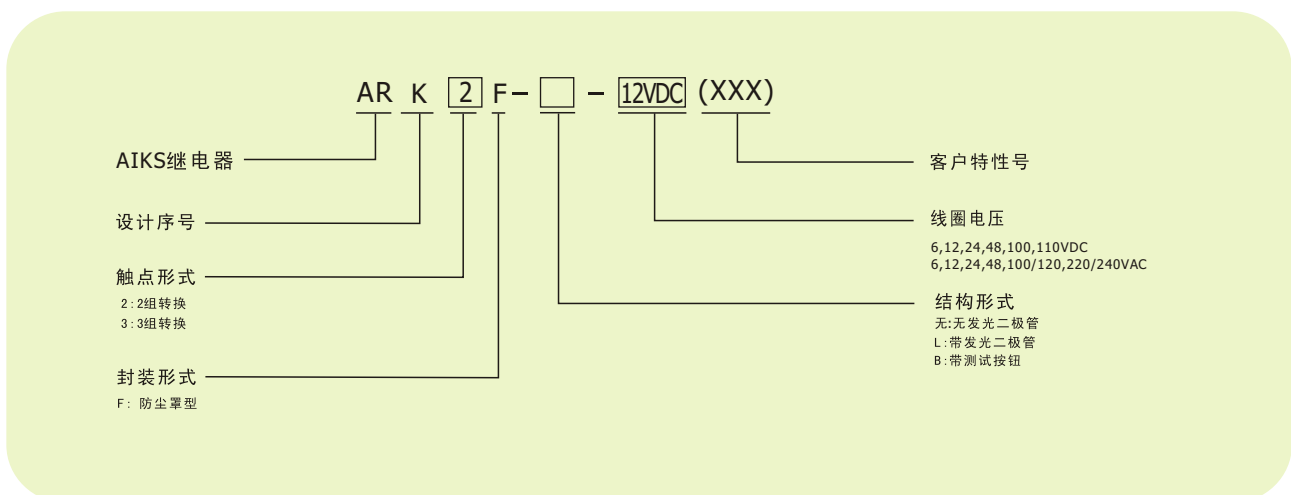 AR K 2 F- □ - 12VDC (XXX)
AIKS继电器
设计序号
触点形式
2:2组转换
3:3组转换
封装形式
F: 防尘罩型
客户特性号
线圈电压
6,12,24,48,100,110VDC
6,12,24,48,100/120,220/240VAC
结构形式
无:无发光二极管
L:带发光二极管
B:带测试按钮